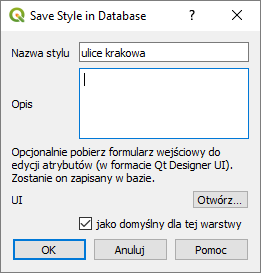 Save Style in Database
Nazwa stylu ulice krakowa
Opis
Opcjonalnie pobierz formularz wejściowy do
edycji atrybutów (w formacie Qt Designer UI).
Zostanie on zapisany w bazie.
UI Otwórz...
jako domyślny dla tej warstwy
OK Anuluj Pomoc